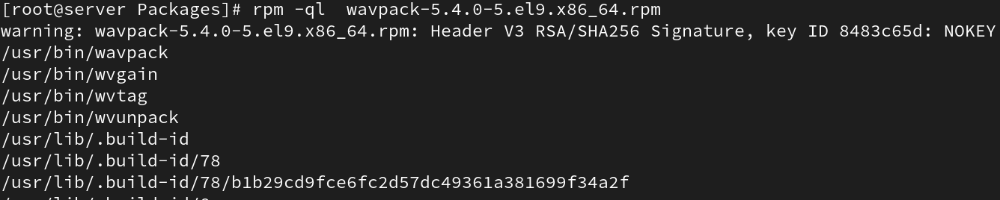 [root@server Packages]# rpm -ql  wavpack-5.4.0-5.el9.x86_64.rpm
warning: wavpack-5.4.0-5.el9.x86_64.rpm: Header V3 RSA/SHA256 Signature, key ID 8483c65d: NOKEY
/usr/bin/wavpack
/usr/bin/wvgain
/usr/bin/wvtag
/usr/bin/wvunpack
/usr/lib/.build-id
/usr/lib/.build-id/78
/usr/lib/.build-id/78/b1b29cd9fce6fc2d57dc49361a381699f34a2f